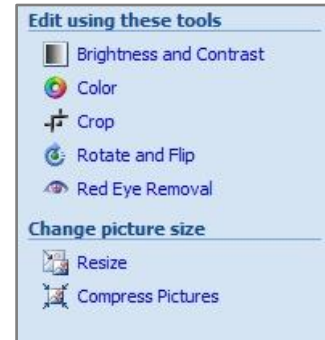 Edit using these tools
Brightness and Contrast
Color
Crop
Rotate and Flip
Red Eye Removal
Change picture size
Resize
Compress Pictures